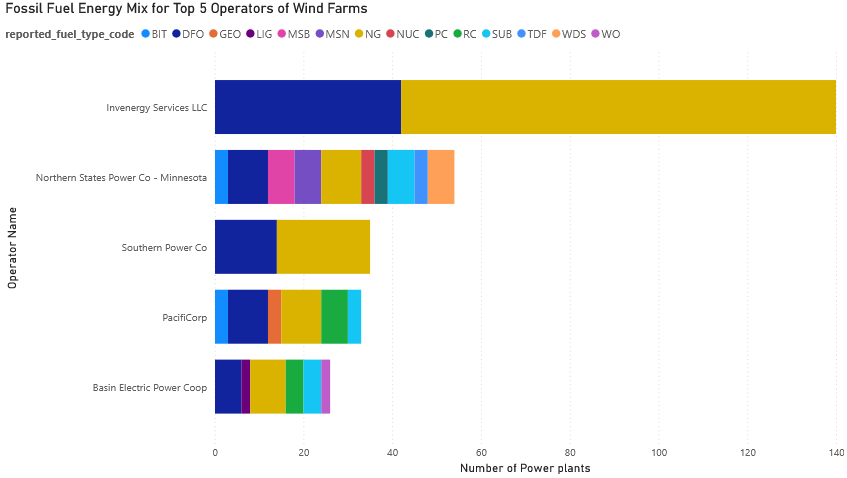 Fossil Fuel Energy Mix for Top 5 Operators of Wind Farms
reported_fuel_type_code BIT DFO GEO LIG MSB MSN NG NUC PC RC SUB TDF WDS WO
Invenergy Services LLC
Northern States Power Co - Minnesota
Southern Power Co
PacifiCorp
Basin Electric Power Coop
Operator Name
0 20 40 60 80 100 120 140
Number of Power plants